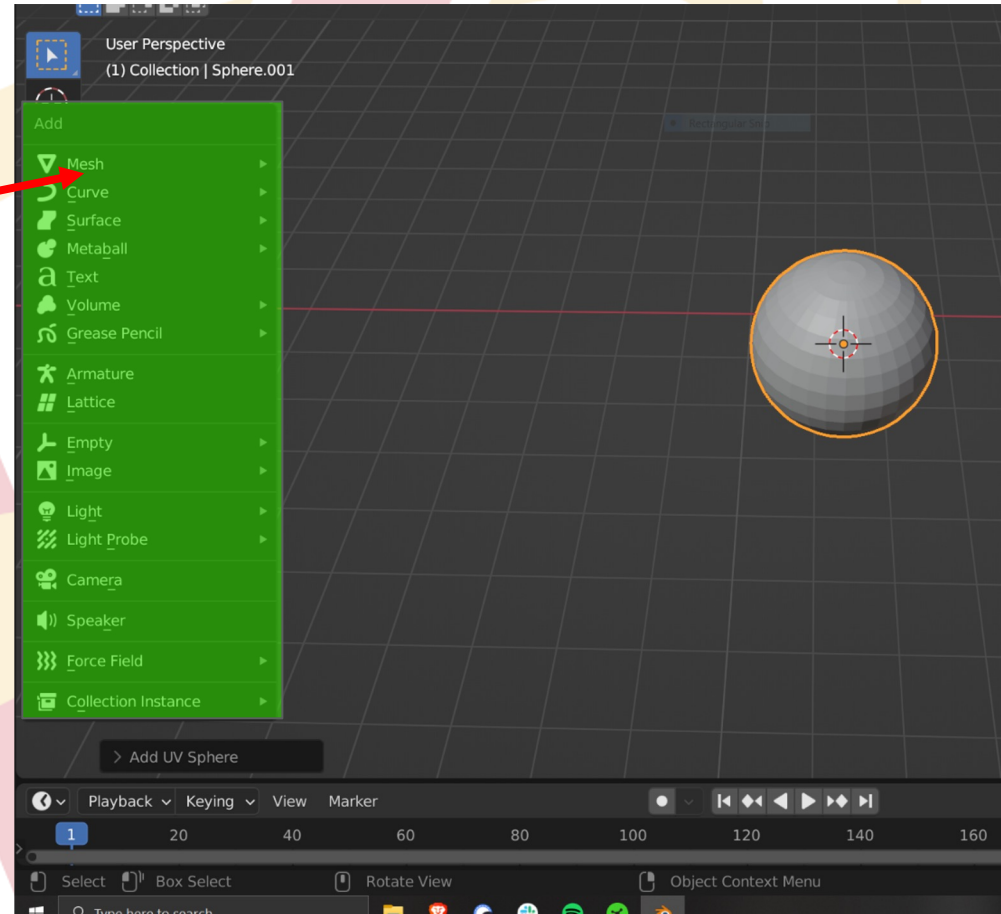 User Perspective
(1) Collection | Sphere.001
Add
Rectangular Snip
Mesh
Curve
Surface
Metaball
Text
Volume
Grease Pencil
Armature
Lattice
Empty
Image
Light
Light Probe
Camera
Speaker
Force Field
Collection Instance
> Add UV Sphere
Playback Keying View Marker
1 20 40 60 80 100 120 140 160
Select Box Select Rotate View Object Context Menu
Type here to search